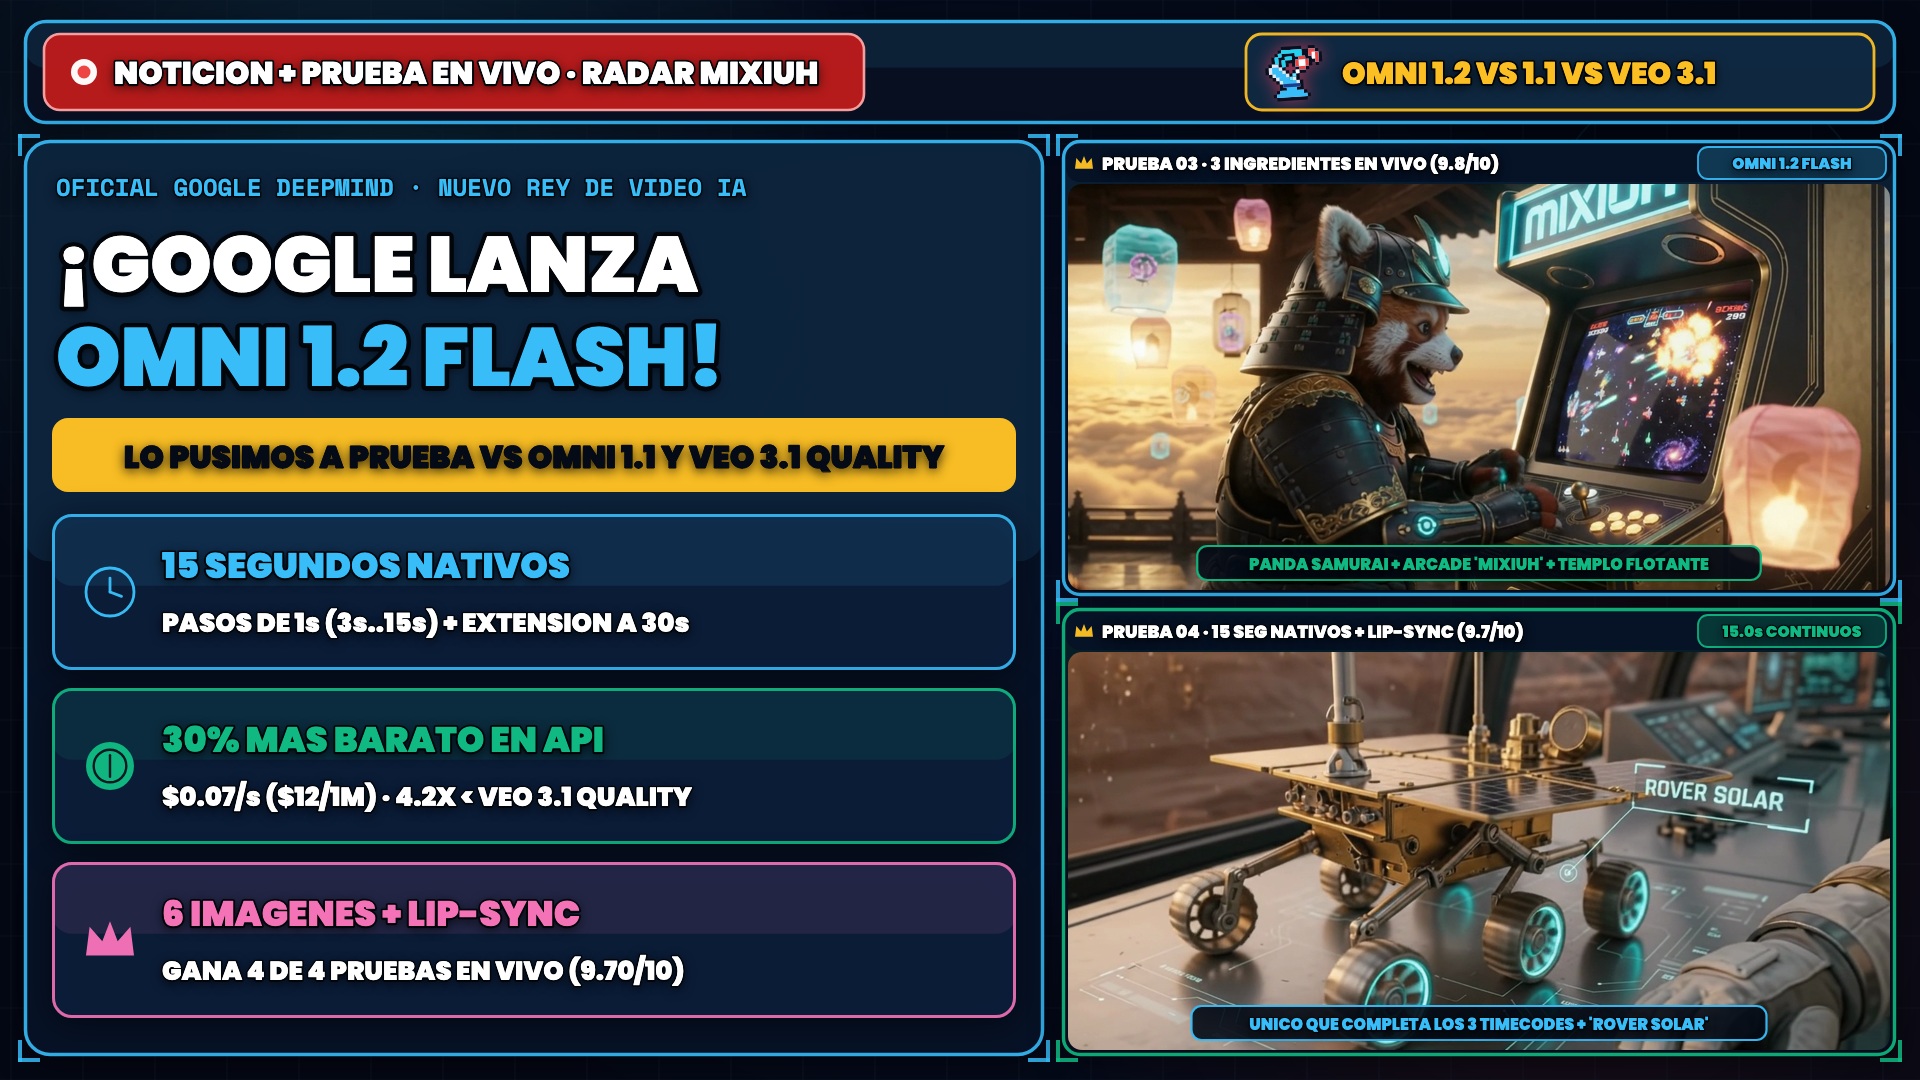 NOTICION + PRUEBA EN VIVO · RADAR MIXIUH
OMNI 1.2 VS 1.1 VS VEO 3.1
OFICIAL GOOGLE DEEPMIND · NUEVO REY DE VIDEO IA
¡GOOGLE LANZA
OMNI 1.2 FLASH!
LO PUSIMOS A PRUEBA VS OMNI 1.1 Y VEO 3.1 QUALITY
15 SEGUNDOS NATIVOS
PASOS DE 1s (3s..15s) + EXTENSION A 30s
30% MAS BARATO EN API
$0.07/s ($12/1M) · 4.2X < VEO 3.1 QUALITY
6 IMAGENES + LIP-SYNC
GANA 4 DE 4 PRUEBAS EN VIVO (9.70/10)
PRUEBA 03 · 3 INGREDIENTES EN VIVO (9.8/10)
OMNI 1.2 FLASH
MIXIUH
299
PANDA SAMURAI + ARCADE 'MIXIUH' + TEMPLO FLOTANTE
PRUEBA 04 · 15 SEG NATIVOS + LIP-SYNC (9.7/10)
15.0s CONTINUOS
ROVER SOLAR
UNICO QUE COMPLETA LOS 3 TIMECODES + 'ROVER SOLAR'